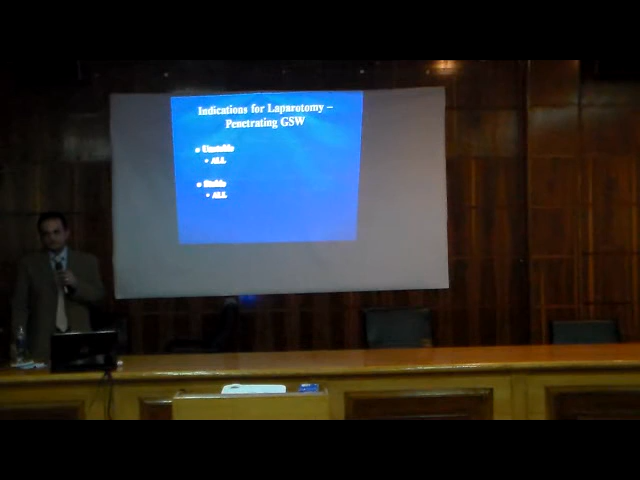 Indications for Laparotomy –
Penetrating GSW
• Unstable
• ALL
• Stable
• ALL